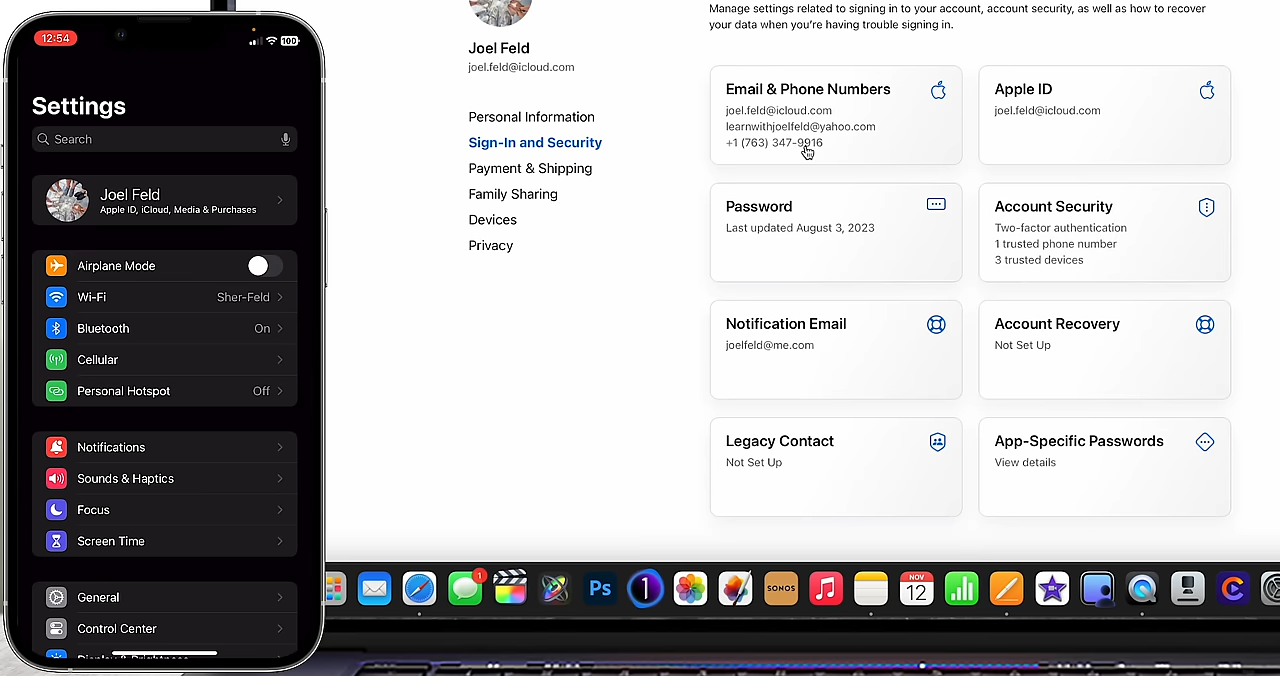 12:54
100
Settings
Search
Joel Feld
Apple ID, iCloud, Media & Purchases
Airplane Mode
Wi-Fi
Sher-Feld
Bluetooth
On
Cellular
Personal Hotspot
Off
Notifications
Sounds & Haptics
Focus
Screen Time
General
Control Center
Display & Brightness
Joel Feld
joel.feld@icloud.com
Personal Information
Sign-In and Security
Payment & Shipping
Family Sharing
Devices
Privacy
Manage settings related to signing in to your account, account security, as well as how to recover
your data when you’re having trouble signing in.
Email & Phone Numbers
joel.feld@icloud.com
learnwithjoelfeld@yahoo.com
+1 (763) 347-9916
Apple ID
joel.feld@icloud.com
Password
Last updated August 3, 2023
Account Security
Two-factor authentication
1 trusted phone number
3 trusted devices
Notification Email
joelfeld@me.com
Account Recovery
Not Set Up
Legacy Contact
Not Set Up
App-Specific Passwords
View details
1
Ps
1
SONOS
NOV
12